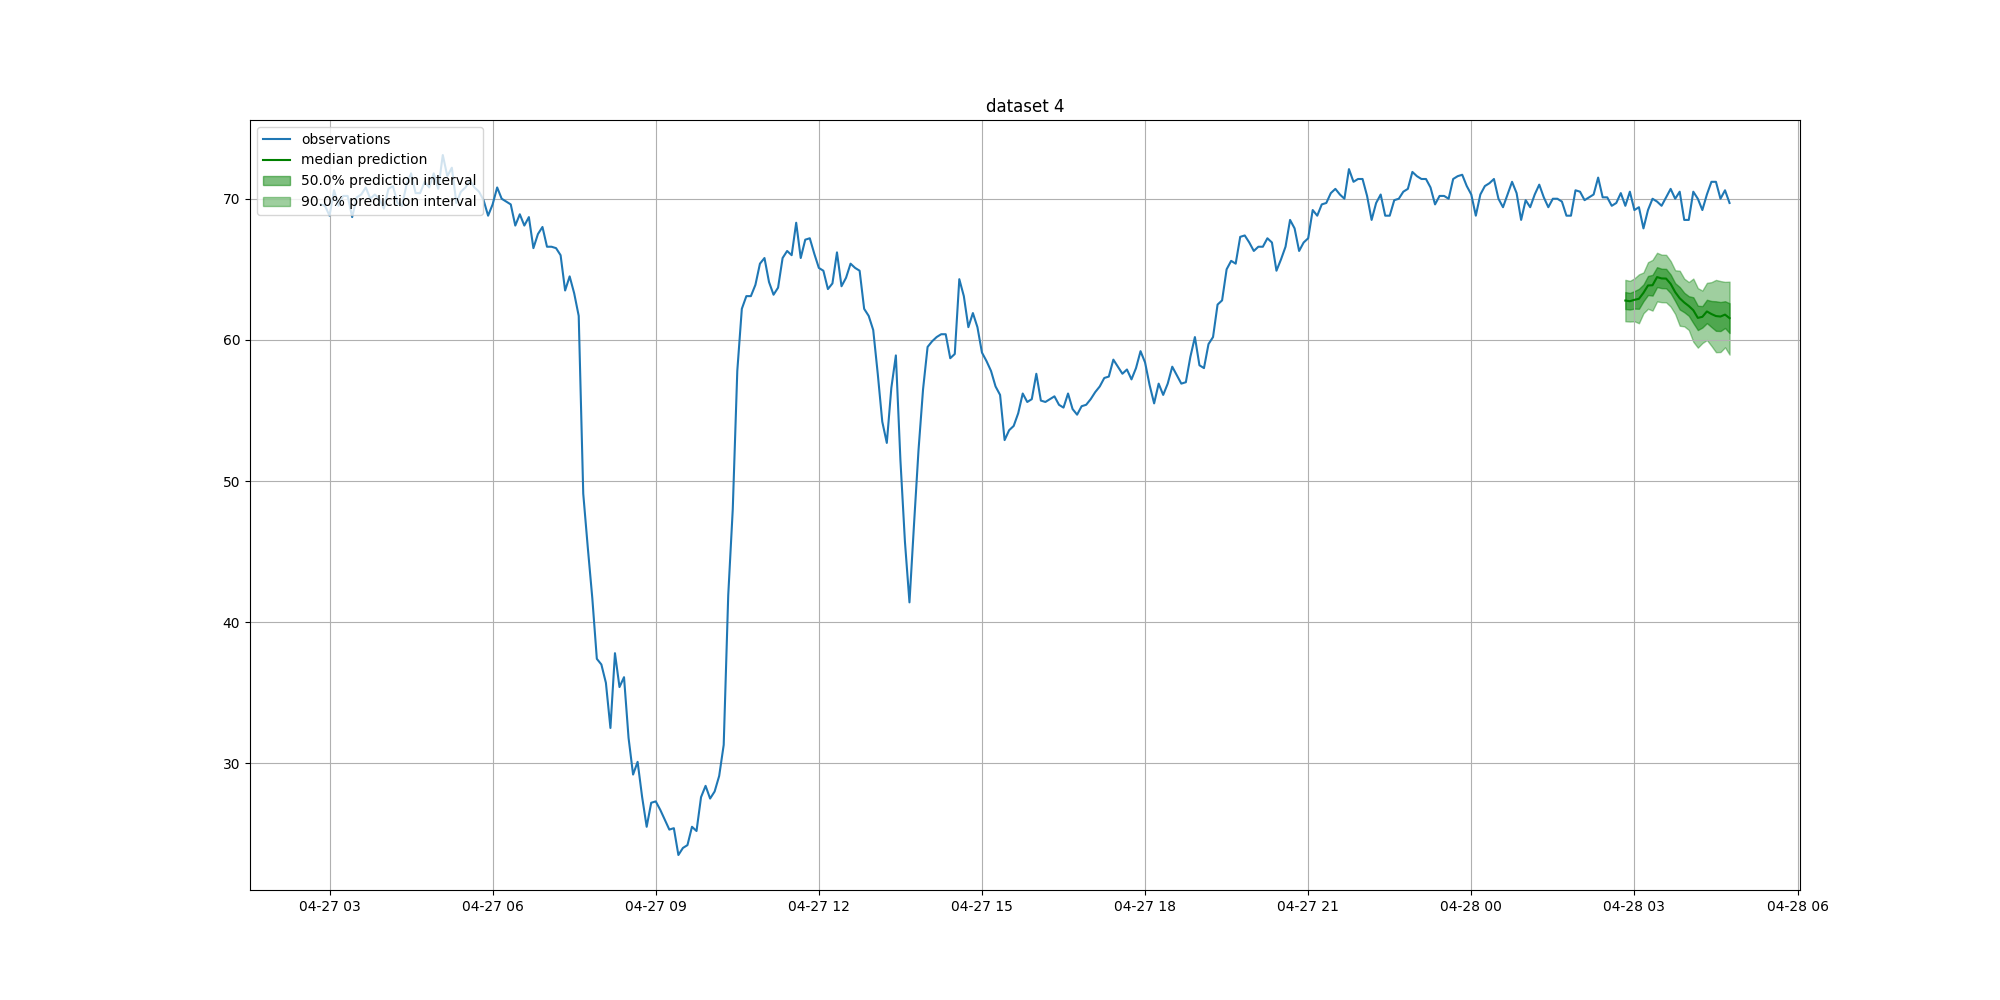 dataset 4
observations
median prediction
50.0% prediction interval
90.0% prediction interval
70
60
50
40
30
04-27 03 04-27 06 04-27 09 04-27 12 04-27 15 04-27 18 04-27 21 04-28 00 04-28 03 04-28 06